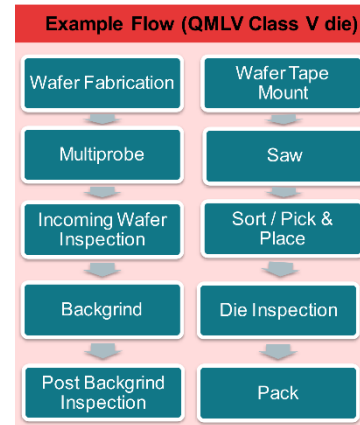 Example Flow (QMLV Class V die)
Wafer Fabrication
Multiprobe
Incoming Wafer
Inspection
Backgrind
Post Backgrind
Inspection
Wafer Tape
Mount
Saw
Sort / Pick &
Place
Die Inspection
Pack